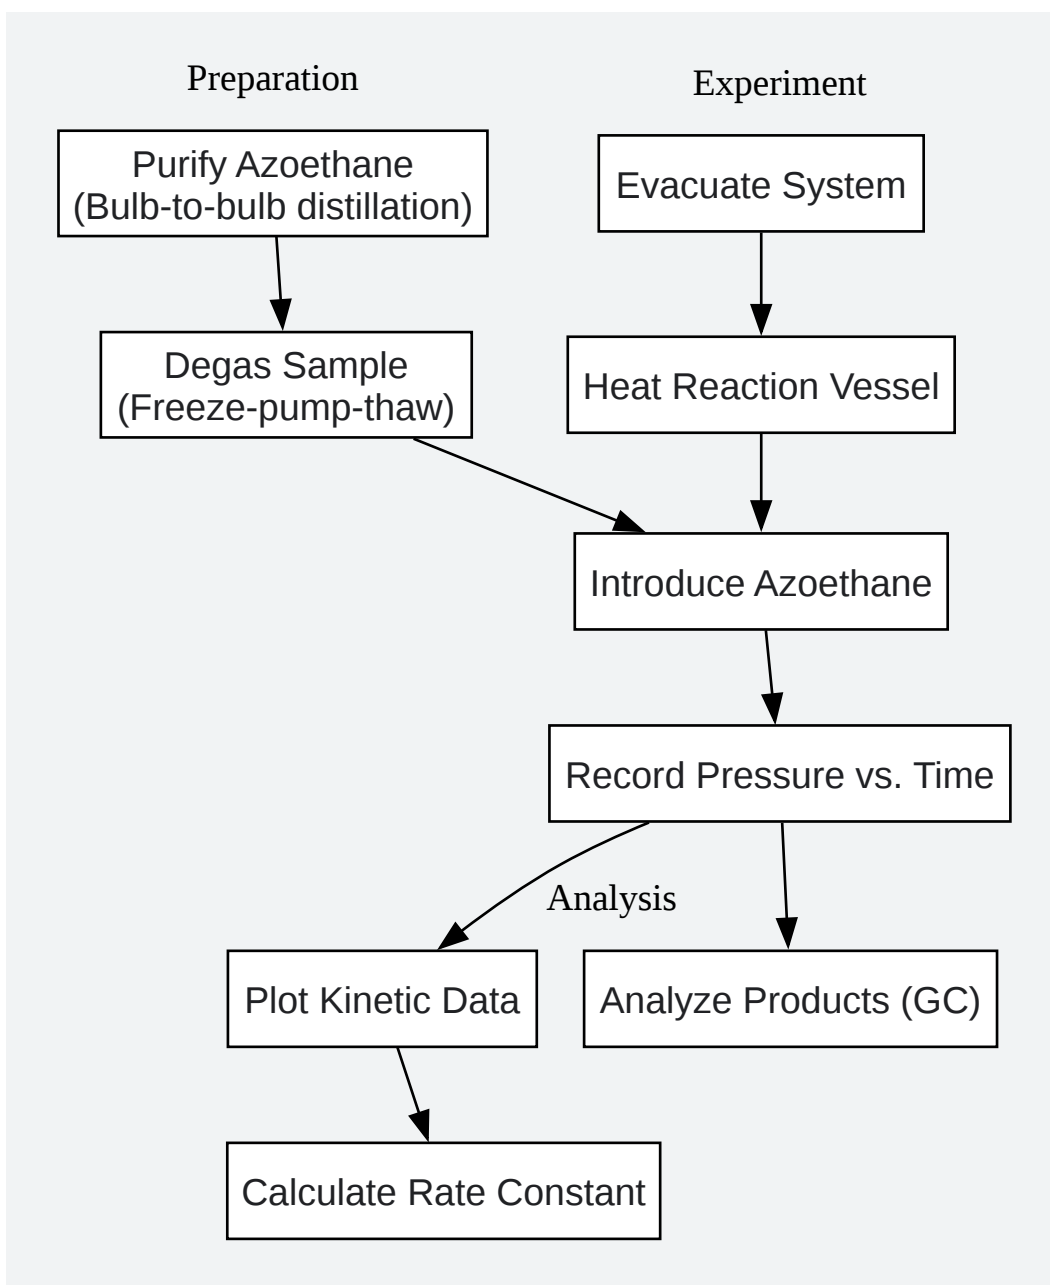 Preparation
Experiment
Purify Azoethane
(Bulb-to-bulb distillation)
Evacuate System
Degas Sample
(Freeze-pump-thaw)
Heat Reaction Vessel
Introduce Azoethane
Record Pressure vs. Time
Analysis
Plot Kinetic Data
Analyze Products (GC)
Calculate Rate Constant